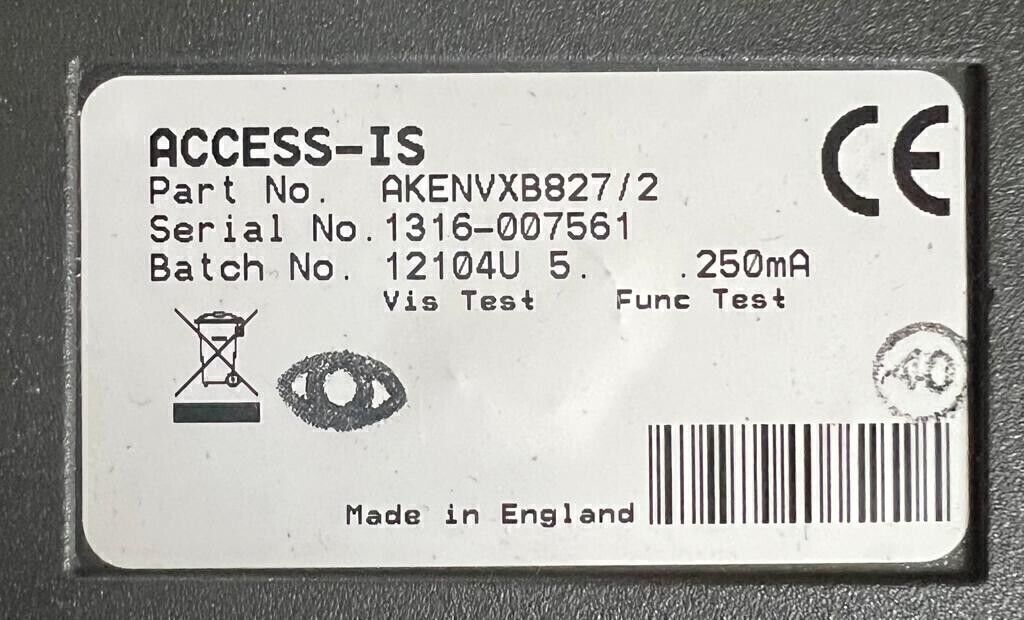 ACCESS-IS
CE
Part No. AKENVXB827/2
Serial No. 1316-007561
Batch No. 12104U 5. .250mA
Vis Test Func Test
40
Made in England